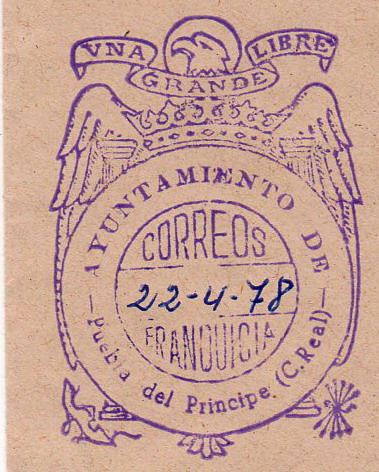 VNA GRANDE LIBRE
AYUNTAMIENTO DE
CORREOS
22-4-78
FRANQUICIA
Puebla del Principe. (C. Real)